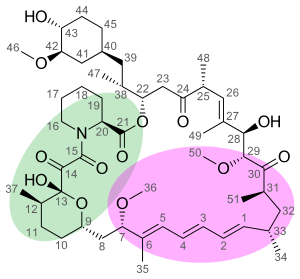 44
HO 43 45
46 O 42 40
41 39
47 23 48
17 18 19 38 22 24 25 26
16 N 20 21 O O 27
O 49 28 OH
15 O 50 O 29
O 14 O 36 30 O
37 HO 13 O 51 31
12 O 32
11 10 9 8 7 6 5 4 3 2 1 33
35 34